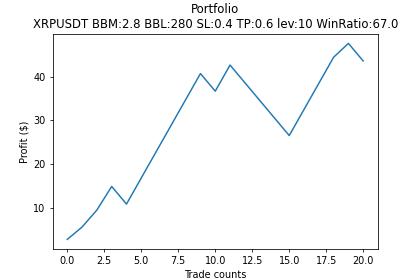 Portfolio
XRPUSDT BBM:2.8 BBL:280 SL:0.4 TP:0.6 lev:10 WinRatio:67.0
40
30
20
10
Profit ($)
0.0 2.5 5.0 7.5 10.0 12.5 15.0 17.5 20.0
Trade counts